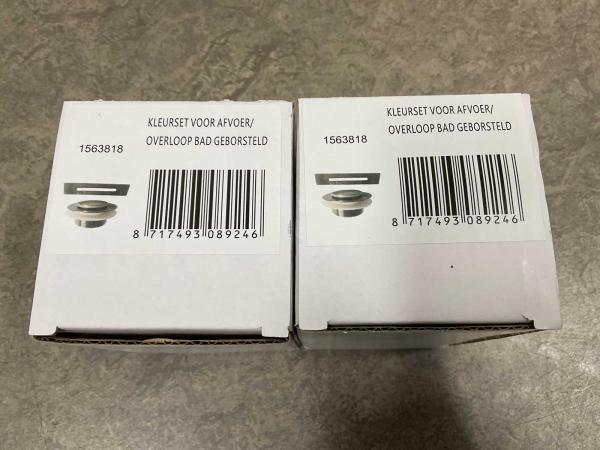 KLEURSET VOOR AFVOER/
OVERLOOP BAD GEBORSTELD
1563818
8 717493 089246
KLEURSET VOOR AFVOER/
OVERLOOP BAD GEBORSTELD
1563818
8 717493 089246